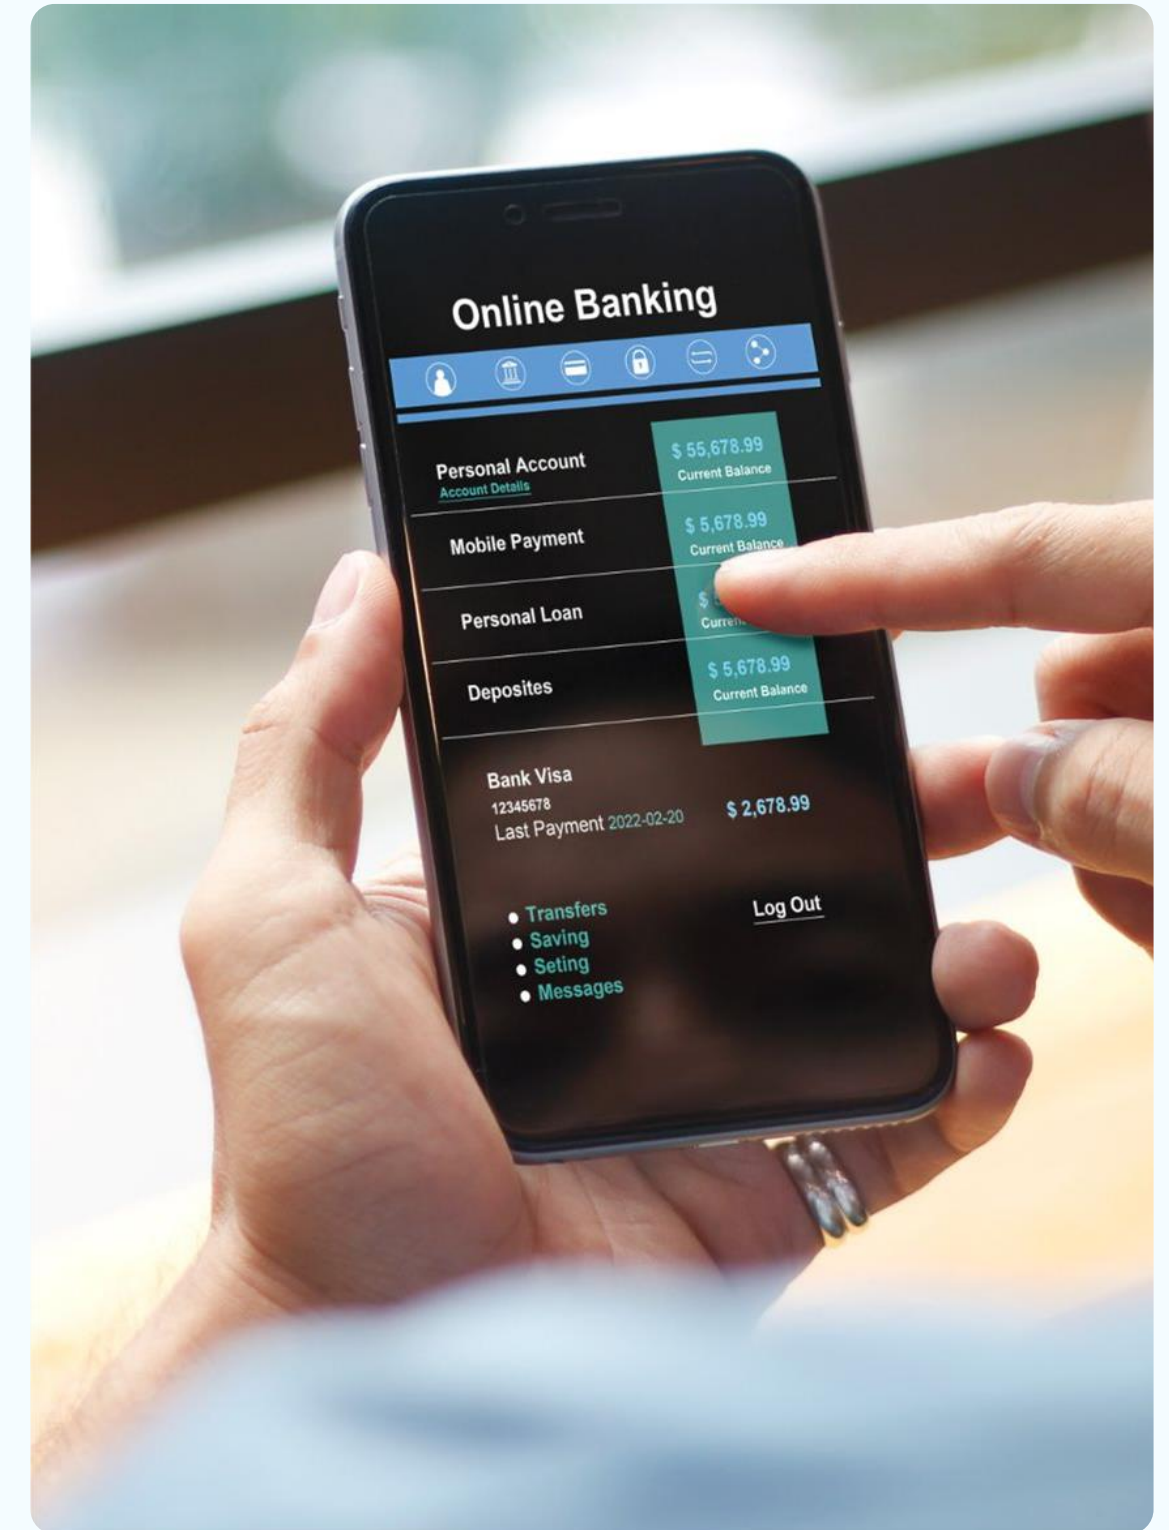 Online Banking
Personal Account
Account Details
$ 55,678.99
Current Balance
Mobile Payment
$ 5,678.99
Current Balance
Personal Loan
$
Deposites
$ 5,678.99
Current Balance
Bank Visa
12345678
Last Payment 2022-02-20
$ 2,678.99
Transfers
Saving
Seting
Messages
Log Out